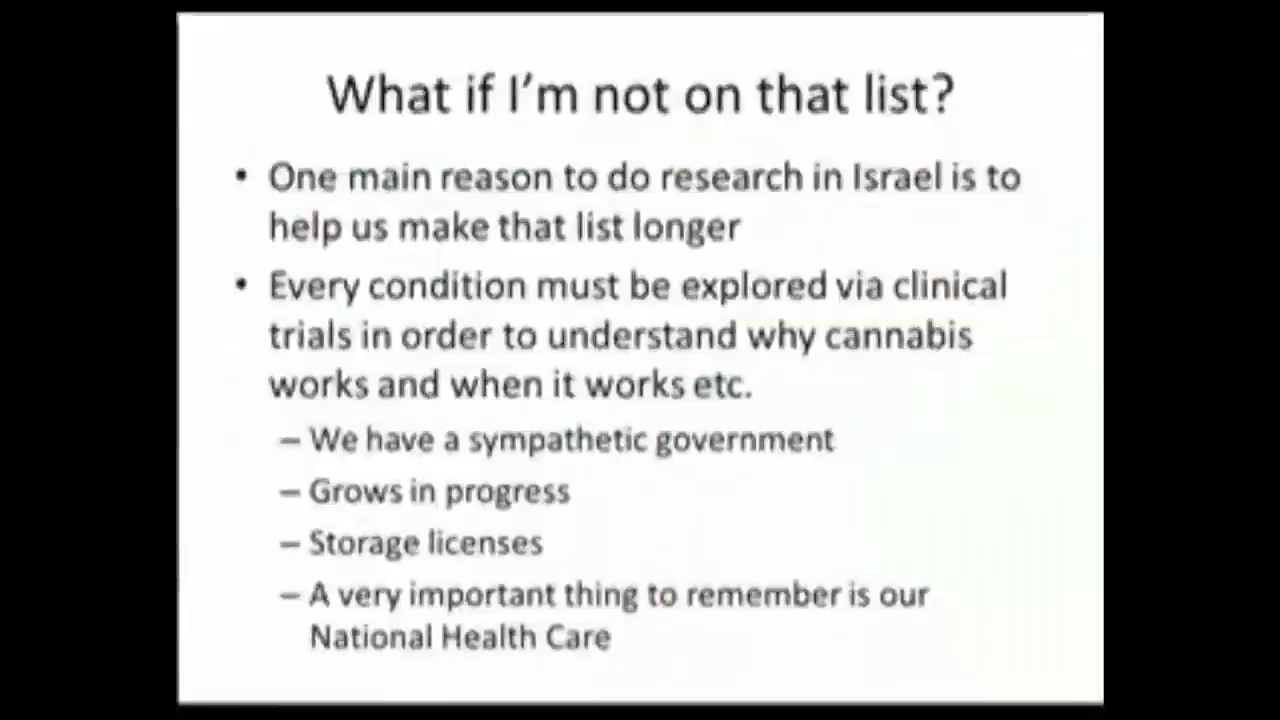 What if I'm not on that list?
• One main reason to do research in Israel is to
help us make that list longer
• Every condition must be explored via clinical
trials in order to understand why cannabis
works and when it works etc.
– We have a sympathetic government
– Grows in progress
– Storage licenses
– A very important thing to remember is our
National Health Care